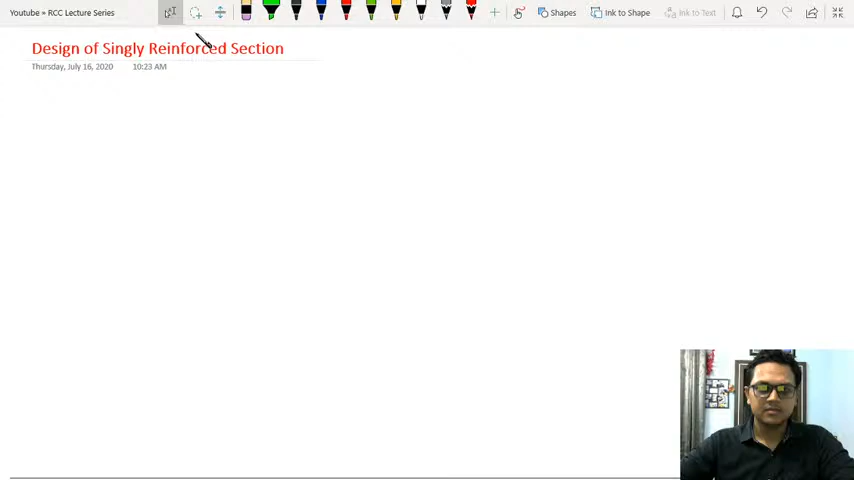 Youtube » RCC Lecture Series
Shapes
Ink to Shape
Ink to Text
Design of Singly Reinforced Section
Thursday, July 16, 2020 10:23 AM